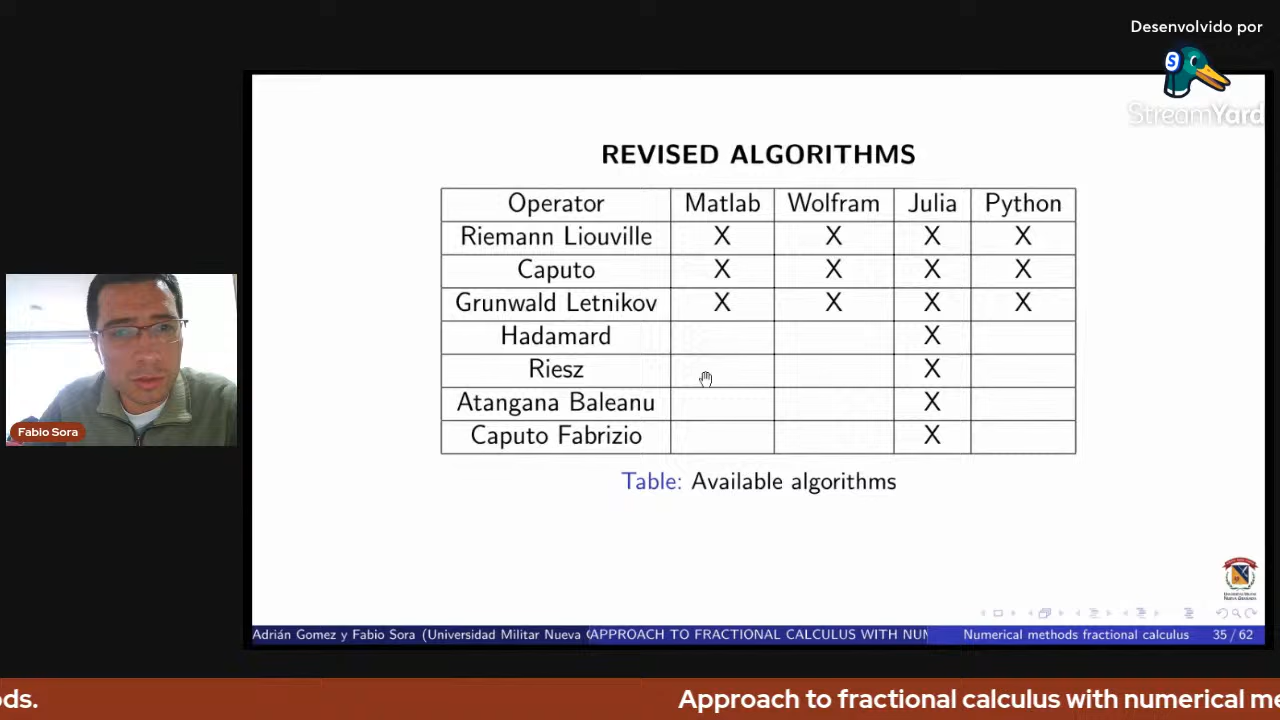 Desenvolvido por
StreamYard
REVISED ALGORITHMS
Operator Matlab Wolfram Julia Python
Riemann Liouville X X X X
Caputo X X X X
Grunwald Letnikov X X X X
Hadamard X
Riesz X
Atangana Baleanu X
Caputo Fabrizio X
Table: Available algorithms
Fabio Sora
Adrián Gomez y Fabio Sora (Universidad Militar Nueva APPROACH TO FRACTIONAL CALCULUS WITH NUM Numerical methods fractional calculus 35 / 62
ds. Approach to fractional calculus with numerical me